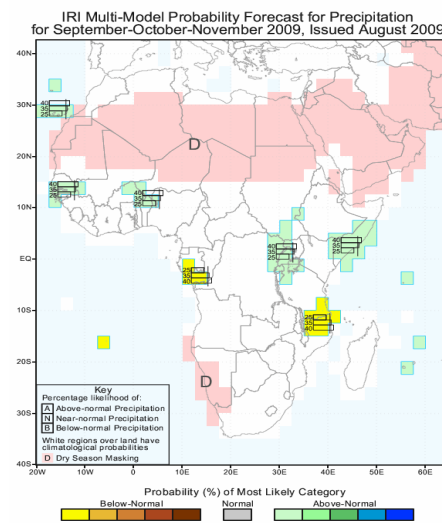 IRI Multi-Model Probability Forecast for Precipitation
for September-October-November 2009, Issued August 2009
40N
30N
20N
10N
EQ
10S
20S
30S
40S
20W 10W 0 10E 20E 30E 40E 50E 60E
D
D
40
35
25
40
35
25
40
35
25
40
35
25
40
35
25
25
35
40
25
35
40
Key
Percentage likelihood of:
A Above-normal Precipitation
N Near-normal Precipitation
B Below-normal Precipitation
White regions over land have
climatological probabilities
D Dry Season Masking
Probability (%) of Most Likely Category
Below-Normal Normal Above-Normal